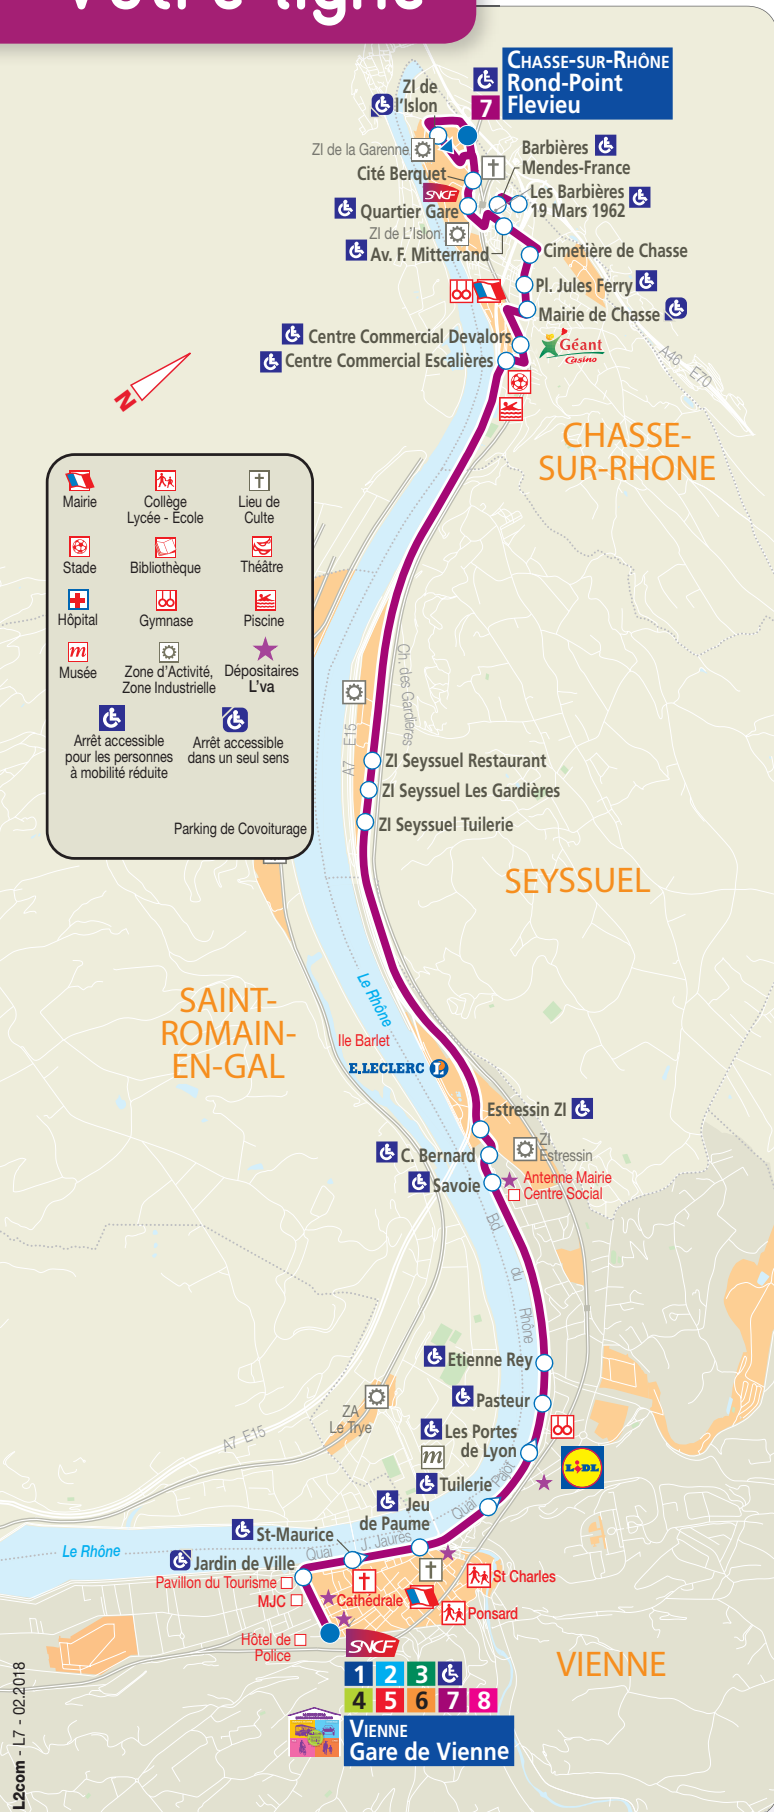 votre ligne
CHASSE-SUR-RHÔNE
Rond-Point
Flevieu
7
ZI de
l'Islon
ZI de la Garenne
Cité Berquet
SNCF
Quartier Gare
ZI de L'Islon
Av. F. Mitterrand
Barbières
Mendes-France
Les Barbières
19 Mars 1962
Cimetière de Chasse
Pl. Jules Ferry
Mairie de Chasse
Centre Commercial Devalors
Centre Commercial Escalières
Géant
Casino
A46 E70
N
CHASSE-
SUR-RHONE
Mairie
Collège
Lycée - Ecole
Lieu de
Culte
Stade
Bibliothèque
Théâtre
Hôpital
Gymnase
Piscine
m
Musée
Zone d'Activité,
Zone Industrielle
Dépositaires
L'va
Arrêt accessible
pour les personnes
à mobilité réduite
Arrêt accessible
dans un seul sens
Parking de Covoiturage
Ch. des Gardieres
A7 E15
ZI Seyssuel Restaurant
ZI Seyssuel Les Gardières
ZI Seyssuel Tuilerie
SEYSSUEL
SAINT-
ROMAIN-
EN-GAL
Le Rhône
Ile Barlet
E.LECLERC L
Estressin ZI
C. Bernard
ZI
Estressin
Savoie
Antenne Mairie
Centre Social
Bd du Rhône
Etienne Rey
Pasteur
ZA
Le Trye
A7 E15
Les Portes
de Lyon
m
LIDL
Tuilerie
Quai Pajot
Jeu
de Paume
St-Maurice
Quai J. Jaurès
Le Rhône
Jardin de Ville
Pavillon du Tourisme
MJC
Cathédrale
St Charles
Ponsard
Hôtel de
Police
SNCF
1 2 3
4 5 6 7 8
VIENNE
VIENNE
Gare de Vienne
L2com - L7 - 02.2018